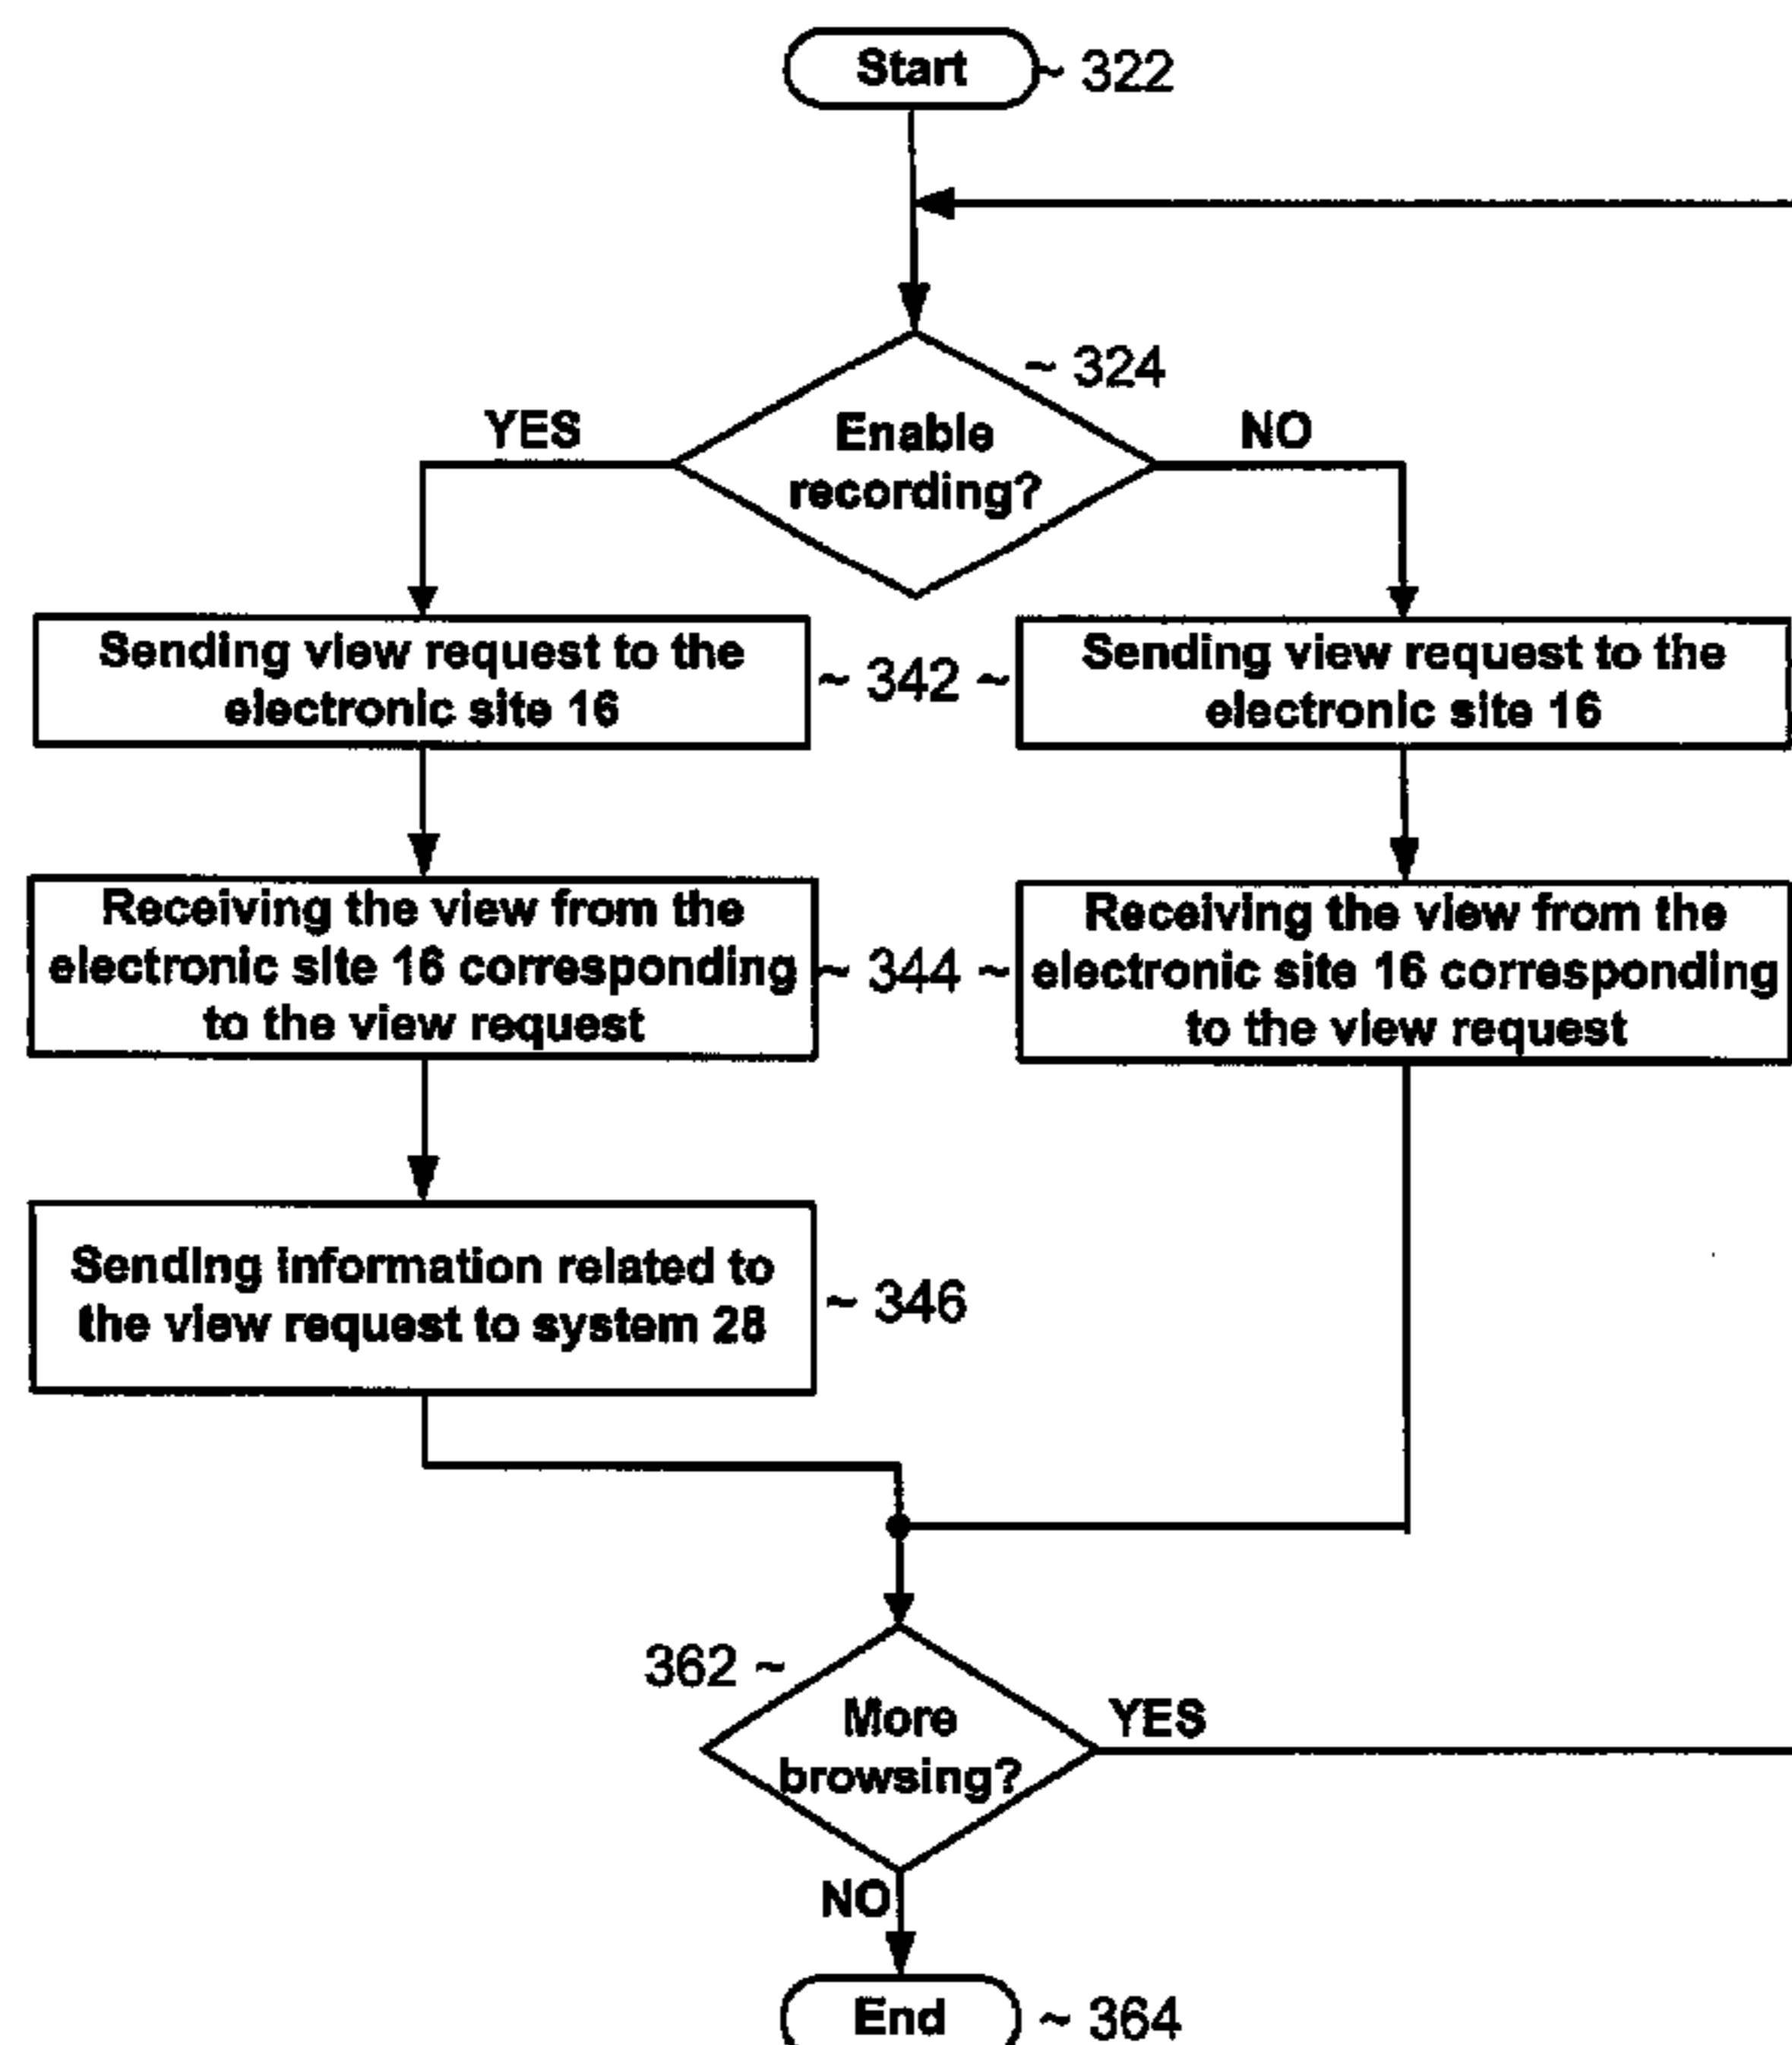 Start ~ 322
~ 324
YES
Enable
recording?
NO
Sending view request to the
electronic site 16
~ 342 ~
Sending view request to the
electronic site 16
Receiving the view from the
electronic site 16 corresponding
to the view request
~ 344 ~
Receiving the view from the
electronic site 16 corresponding
to the view request
Sending information related to
the view request to system 28
~ 346
362 ~
More
browsing?
YES
NO
End ~ 364